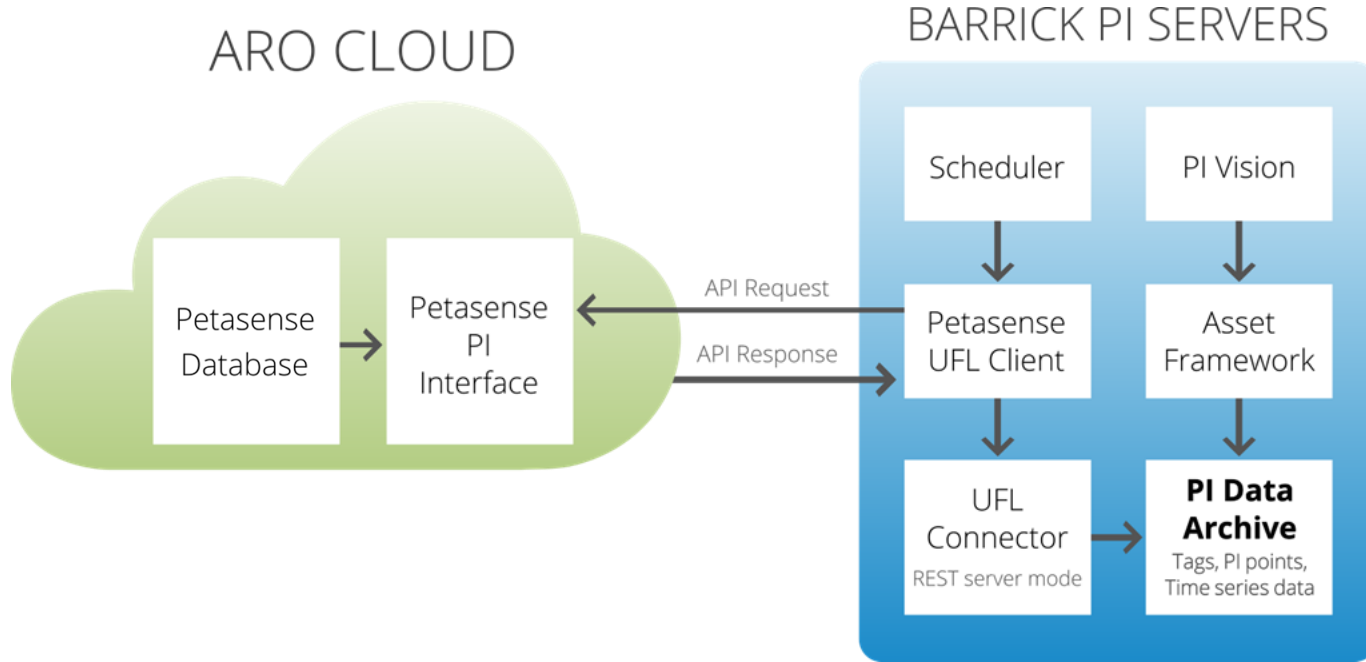 ARO CLOUD
BARRICK PI SERVERS
Petasense
Database
Petasense
PI
Interface
API Request
API Response
Scheduler
PI Vision
Petasense
UFL Client
Asset
Framework
UFL
Connector
REST server mode
PI Data
Archive
Tags, PI points,
Time series data